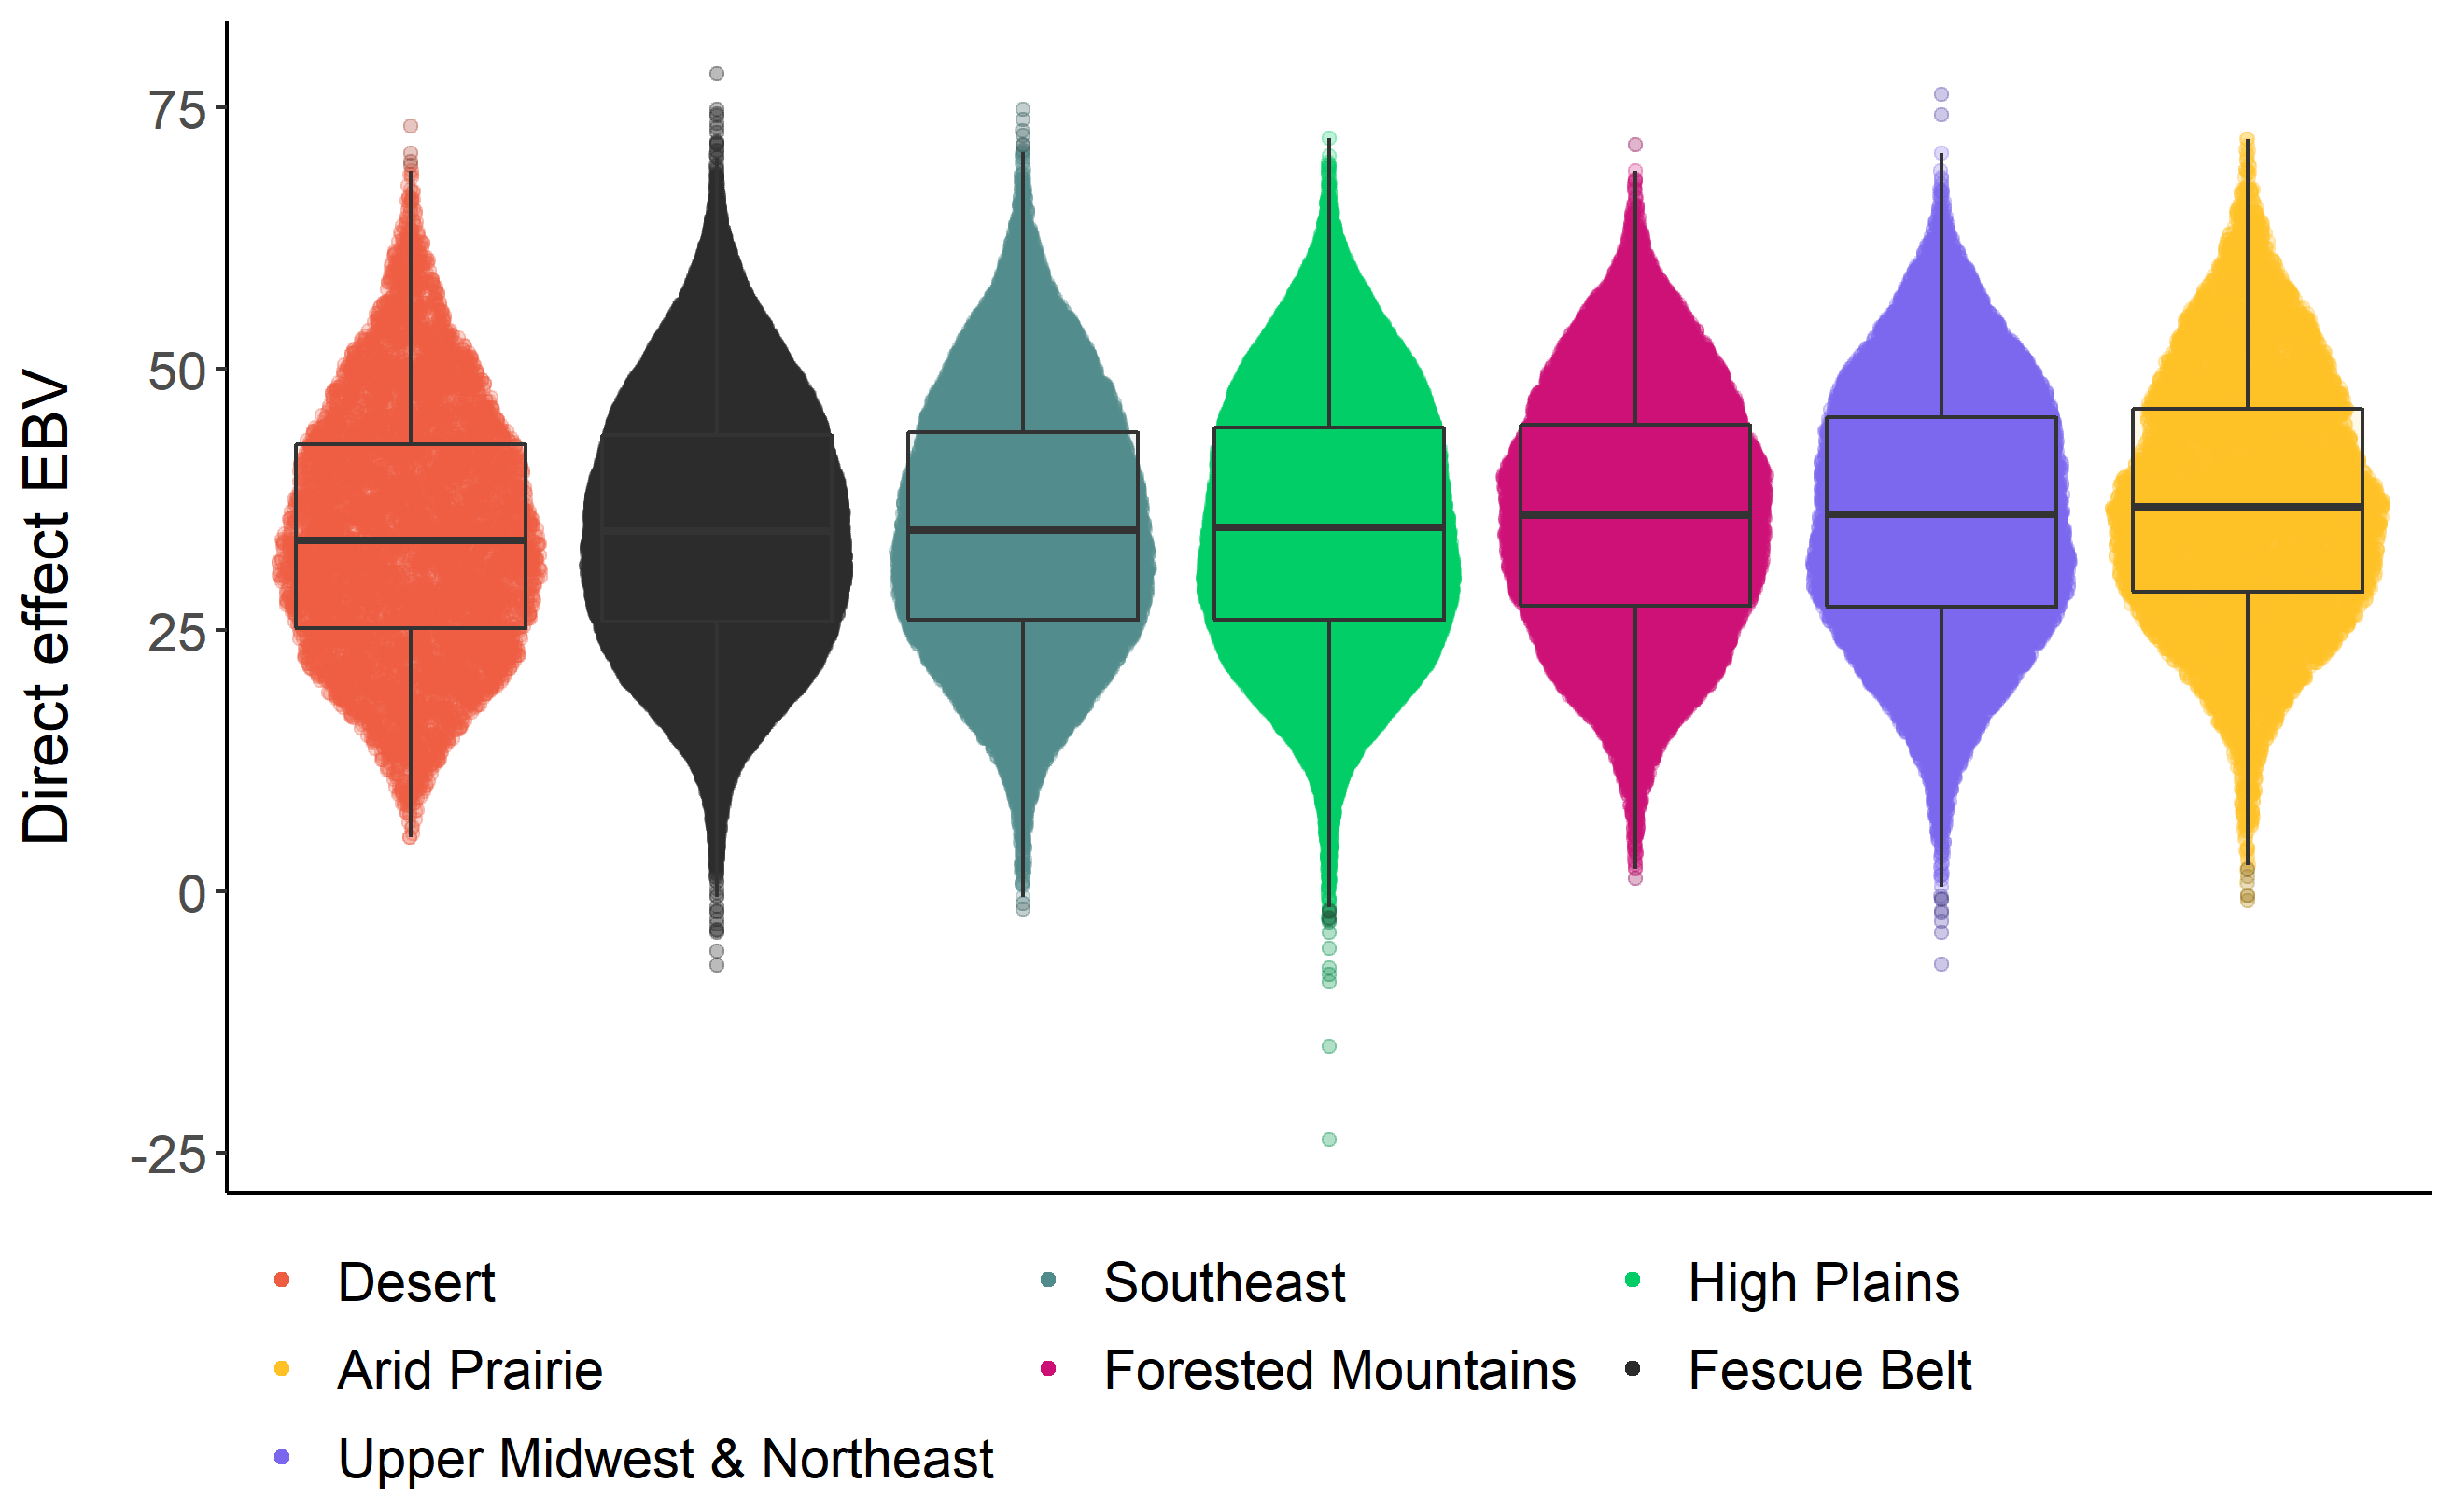 Direct effect EBV
75
50
25
0
-25
Desert
Southeast
High Plains
Arid Prairie
Forested Mountains
Fescue Belt
Upper Midwest & Northeast